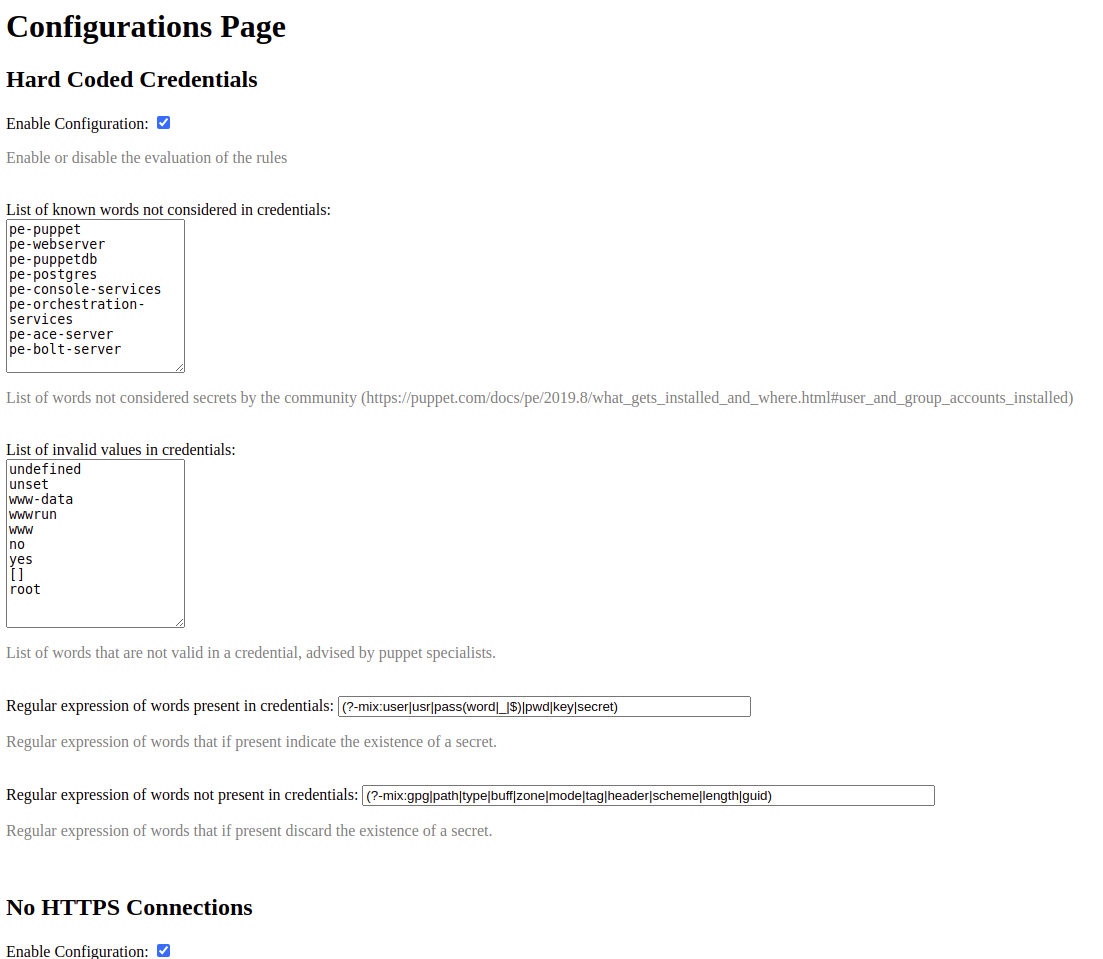 Configurations Page
Hard Coded Credentials
Enable Configuration:
Enable or disable the evaluation of the rules
List of known words not considered in credentials:
pe-puppet
pe-webserver
pe-puppetdb
pe-postgres
pe-console-services
pe-orchestration-
services
pe-ace-server
pe-bolt-server
List of words not considered secrets by the community (https://puppet.com/docs/pe/2019.8/what_gets_installed_and_where.html#user_and_group_accounts_installed)
List of invalid values in credentials:
undefined
unset
www-data
wwwrun
www
no
yes
[]
root
List of words that are not valid in a credential, advised by puppet specialists.
Regular expression of words present in credentials: (?-mix:user|usr|pass(word|_|$)|pwd|key|secret)
Regular expression of words that if present indicate the existence of a secret.
Regular expression of words not present in credentials: (?-mix:gpg|path|type|buff|zone|mode|tag|header|scheme|length|guid)
Regular expression of words that if present discard the existence of a secret.
No HTTPS Connections
Enable Configuration: